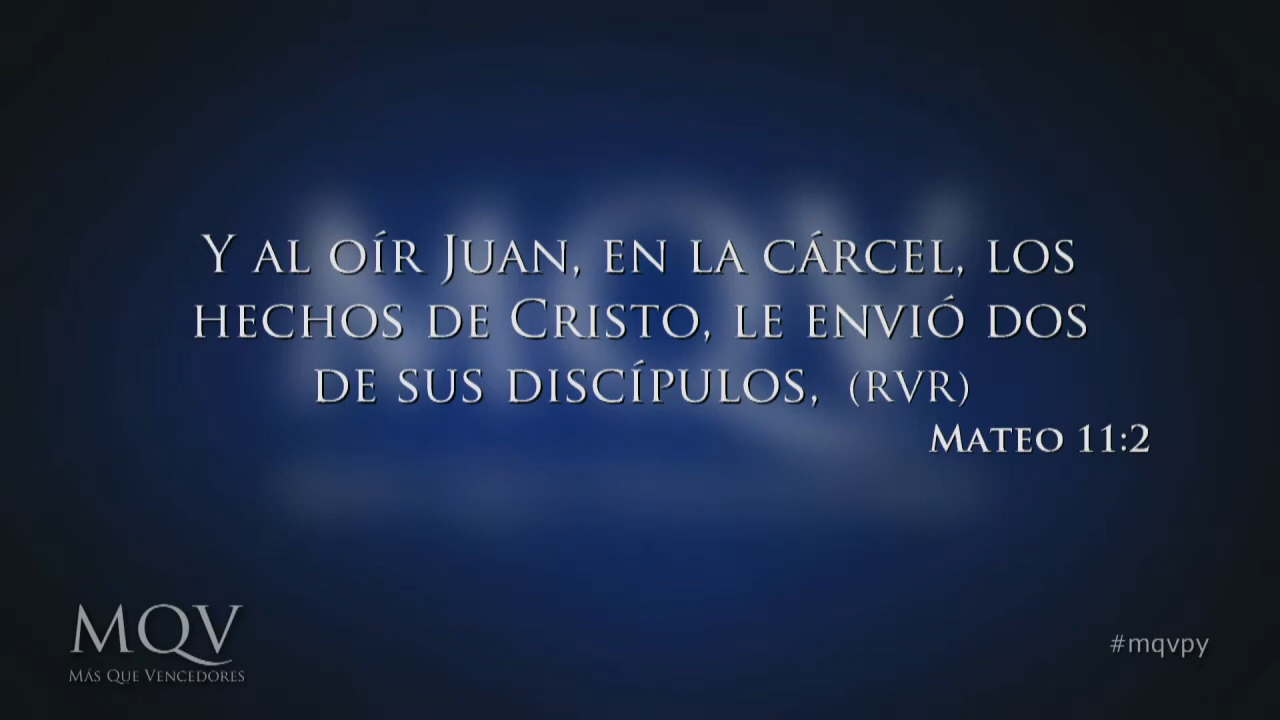 Y al oír Juan, en la cárcel, los
hechos de Cristo, le envió dos
de sus discípulos, (RVR)
Mateo 11:2
MQV
Más Que Vencedores
#mqvpy